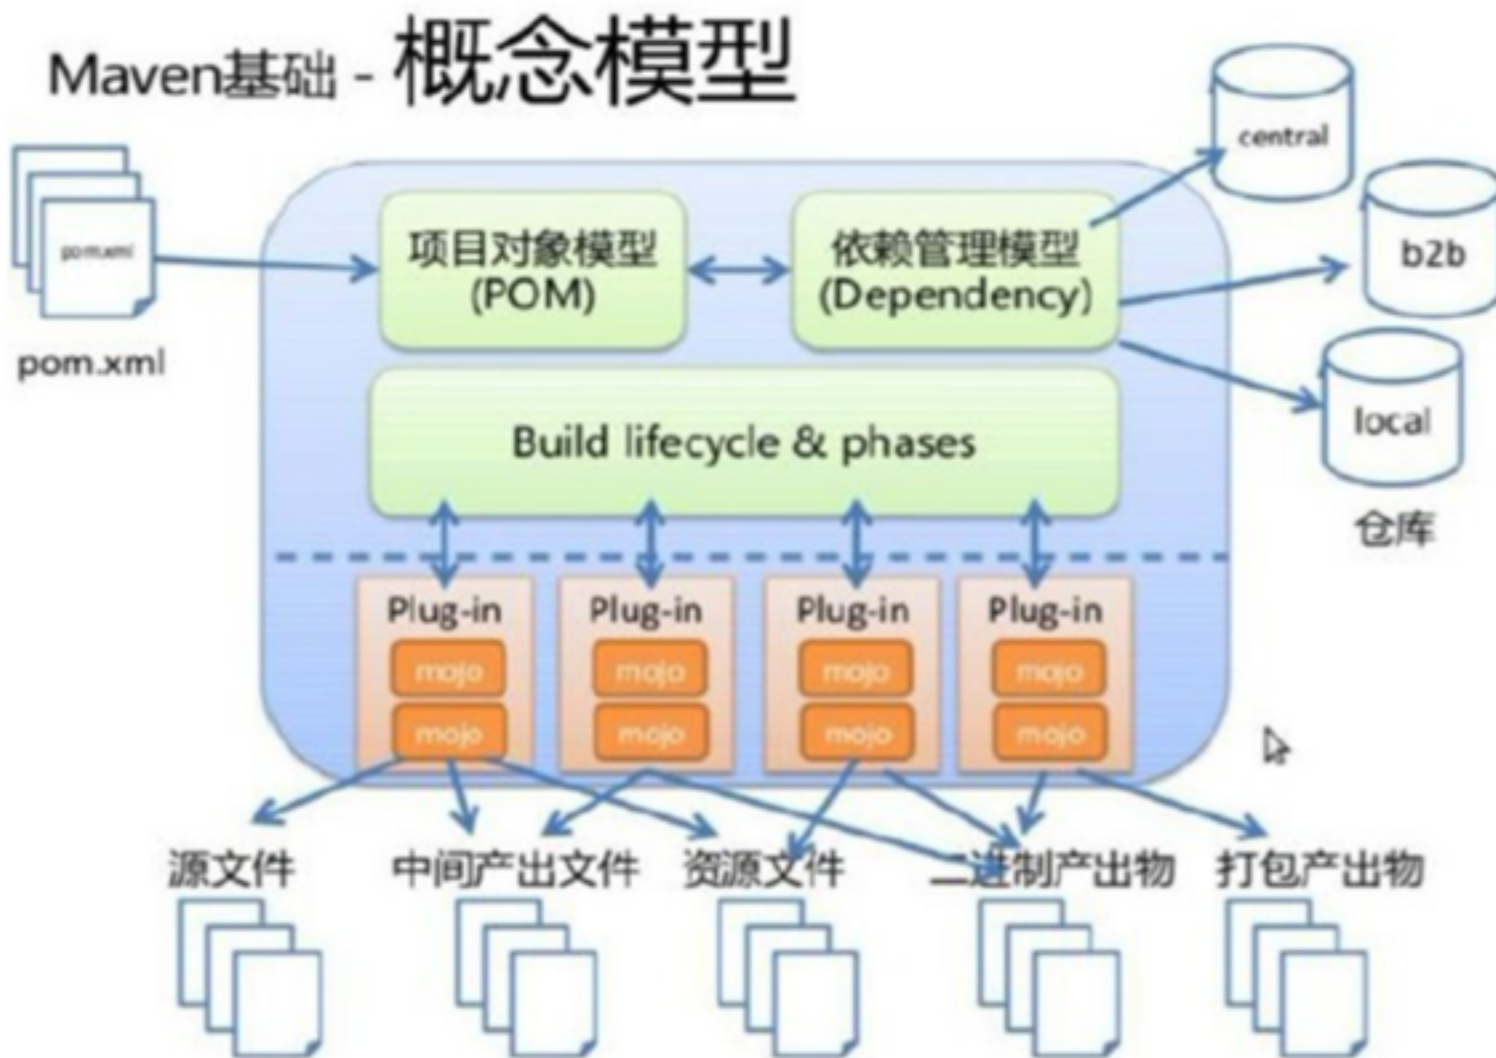 Maven基础 - 概念模型
central
pom.xml
项目对象模型
(POM)
依赖管理模型
(Dependency)
b2b
pom.xml
Build lifecycle & phases
local
仓库
Plug-in
Plug-in
Plug-in
Plug-in
mojo
mojo
mojo
mojo
mojo
mojo
mojo
mojo
源文件
中间产出文件
资源文件
二进制产出物
打包产出物